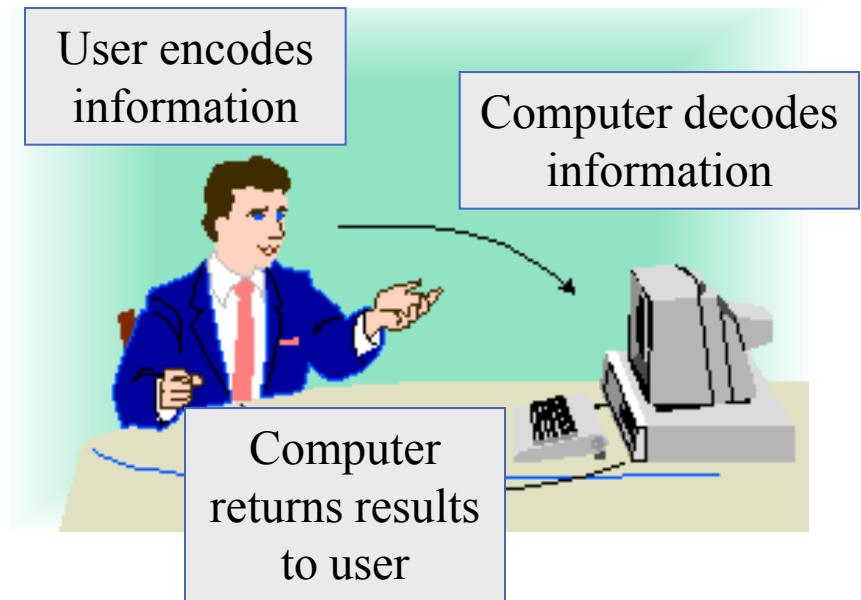 User encodes
information
Computer decodes
information
Computer
returns results
to user